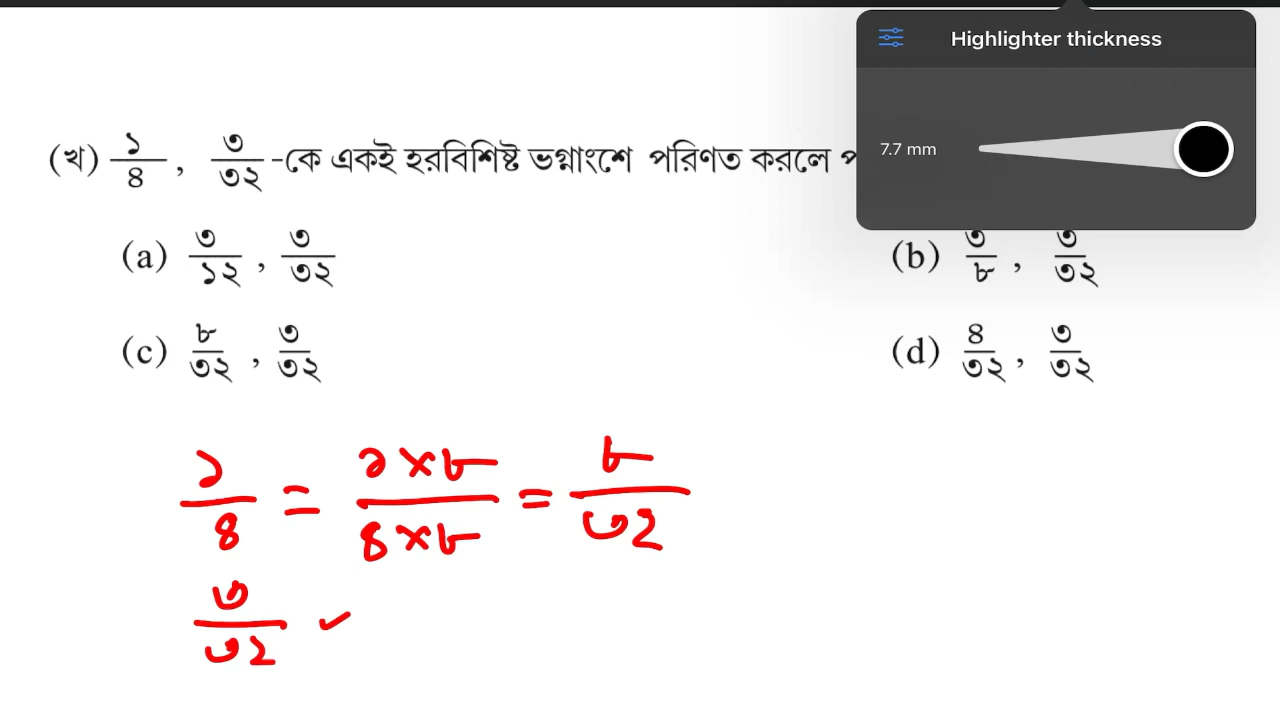 Highlighter thickness
7.7 mm
(খ) ১/৪ , ৩/৩২ -কে একই হরবিশিষ্ট ভগ্নাংশে পরিণত করলে
(a) ৩/১২ , ৩/৩২ (b) ৩/৮ , ৩/৩২
(c) ৮/৩২ , ৩/৩২ (d) ৪/৩২ , ৩/৩২
১/৪ = ১×৮/৪×৮ = ৮/৩২
৩/৩২ ✓